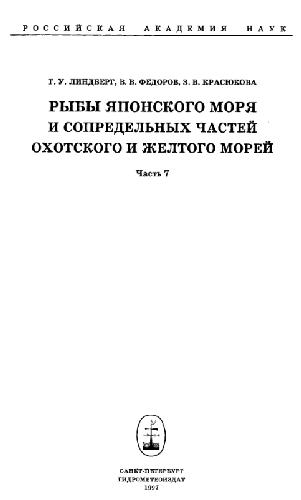 РОССИЙСКАЯ АКАДЕМИЯ НАУК
Г. У. ЛИНДБЕРГ, В. В. ФЕДОРОВ, З. В. КРАСЮКОВА
РЫБЫ ЯПОНСКОГО МОРЯ
И СОПРЕДЕЛЬНЫХ ЧАСТЕЙ
ОХОТСКОГО И ЖЕЛТОГО МОРЕЙ
Часть 7
САНКТ-ПЕТЕРБУРГ
ГИДРОМЕТЕОИЗДАТ
1997